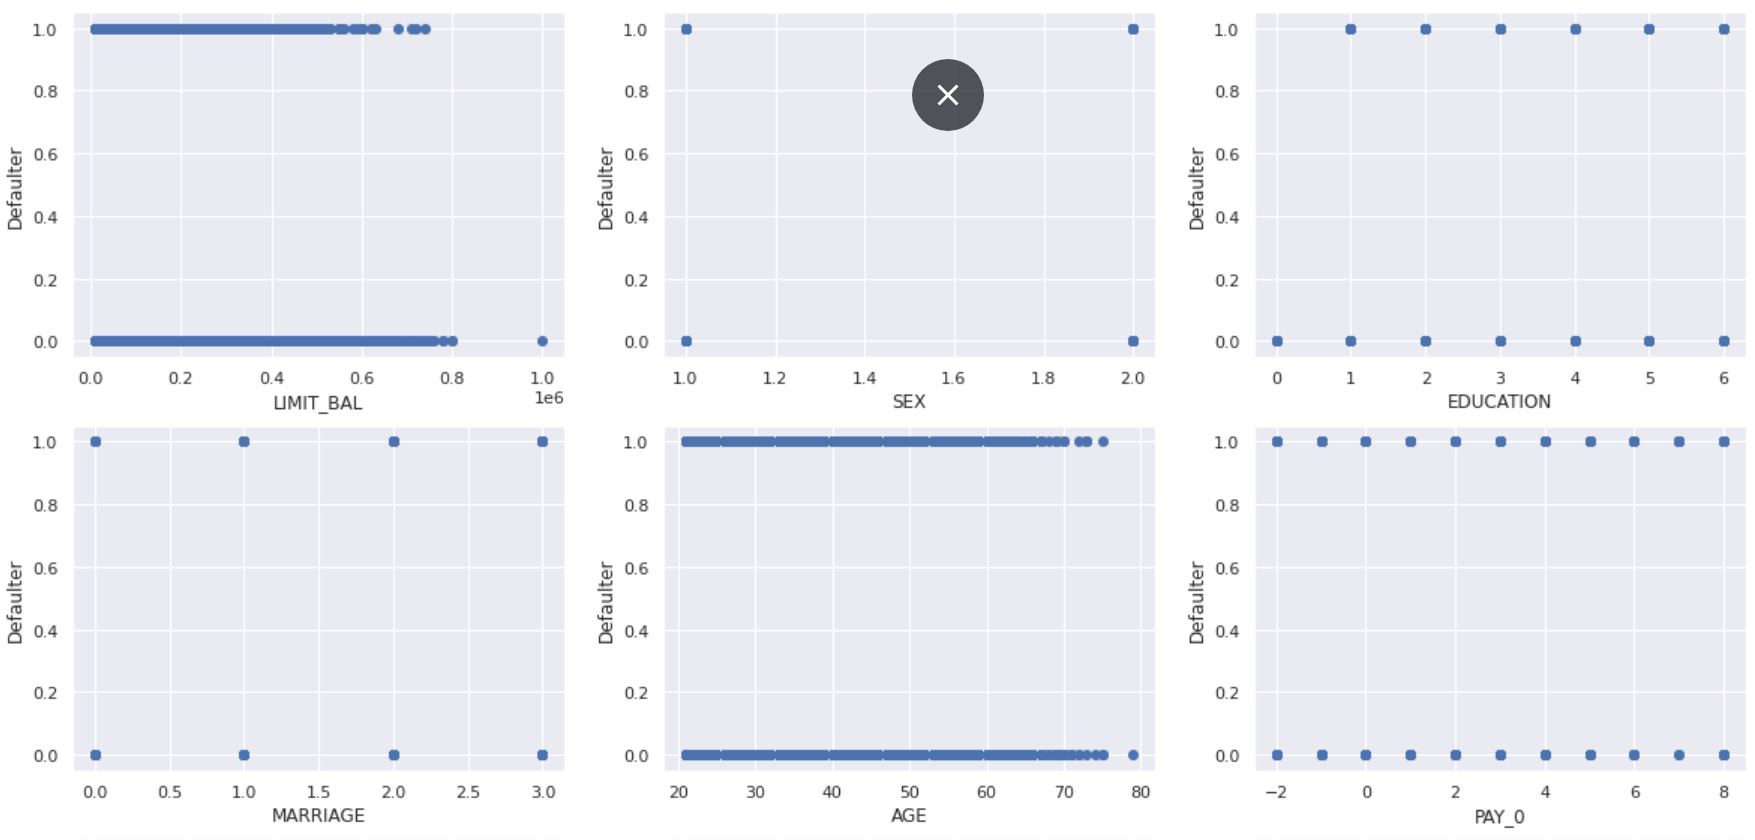 1.0
0.8
0.6
0.4
0.2
0.0
Defaulter
0.0 0.2 0.4 0.6 0.8 1.0
1e6
LIMIT_BAL
1.0
0.8
0.6
0.4
0.2
0.0
Defaulter
1.0 1.2 1.4 1.6 1.8 2.0
SEX
1.0
0.8
0.6
0.4
0.2
0.0
Defaulter
0 1 2 3 4 5 6
EDUCATION
1.0
0.8
0.6
0.4
0.2
0.0
Defaulter
0.0 0.5 1.0 1.5 2.0 2.5 3.0
MARRIAGE
1.0
0.8
0.6
0.4
0.2
0.0
Defaulter
20 30 40 50 60 70 80
AGE
1.0
0.8
0.6
0.4
0.2
0.0
Defaulter
−2 0 2 4 6 8
PAY_0